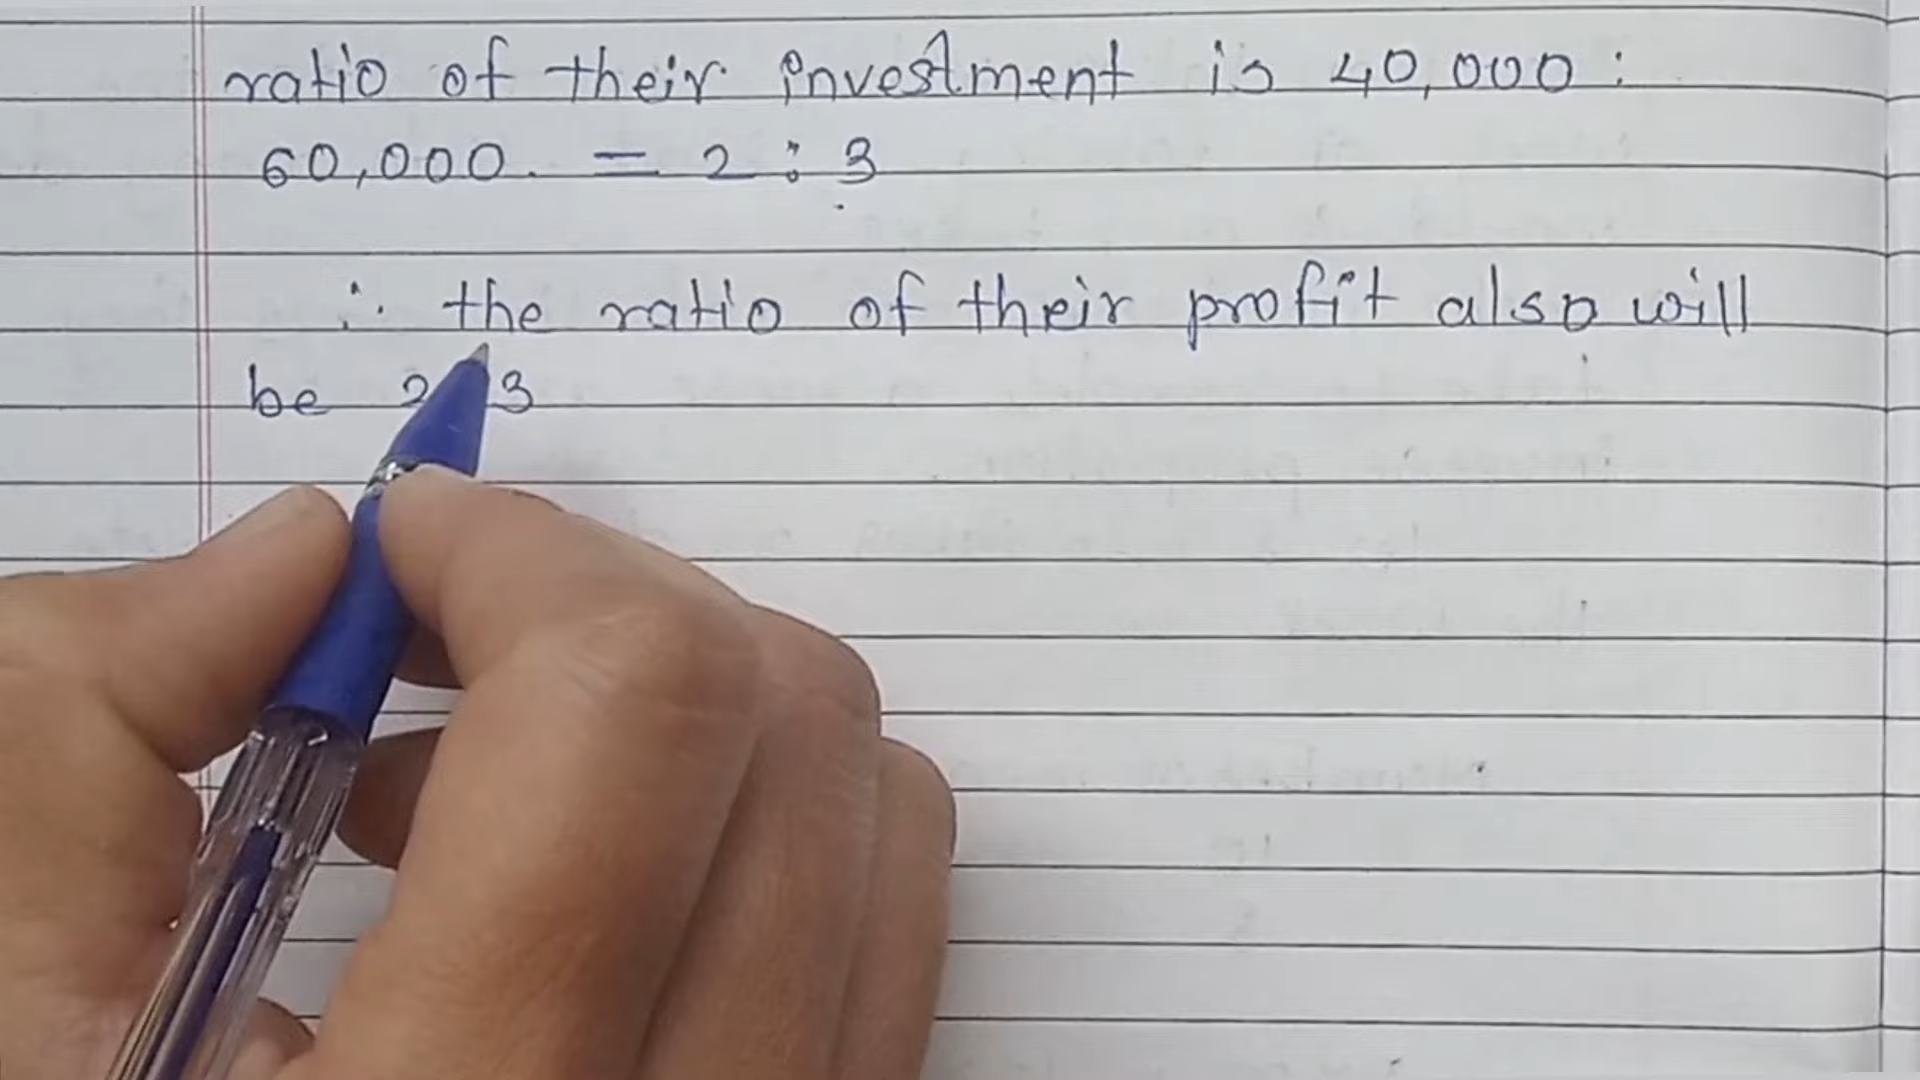 ratio of their investment is 40,000 :
60,000. = 2 : 3
∴ the ratio of their profit also will
be 2 3